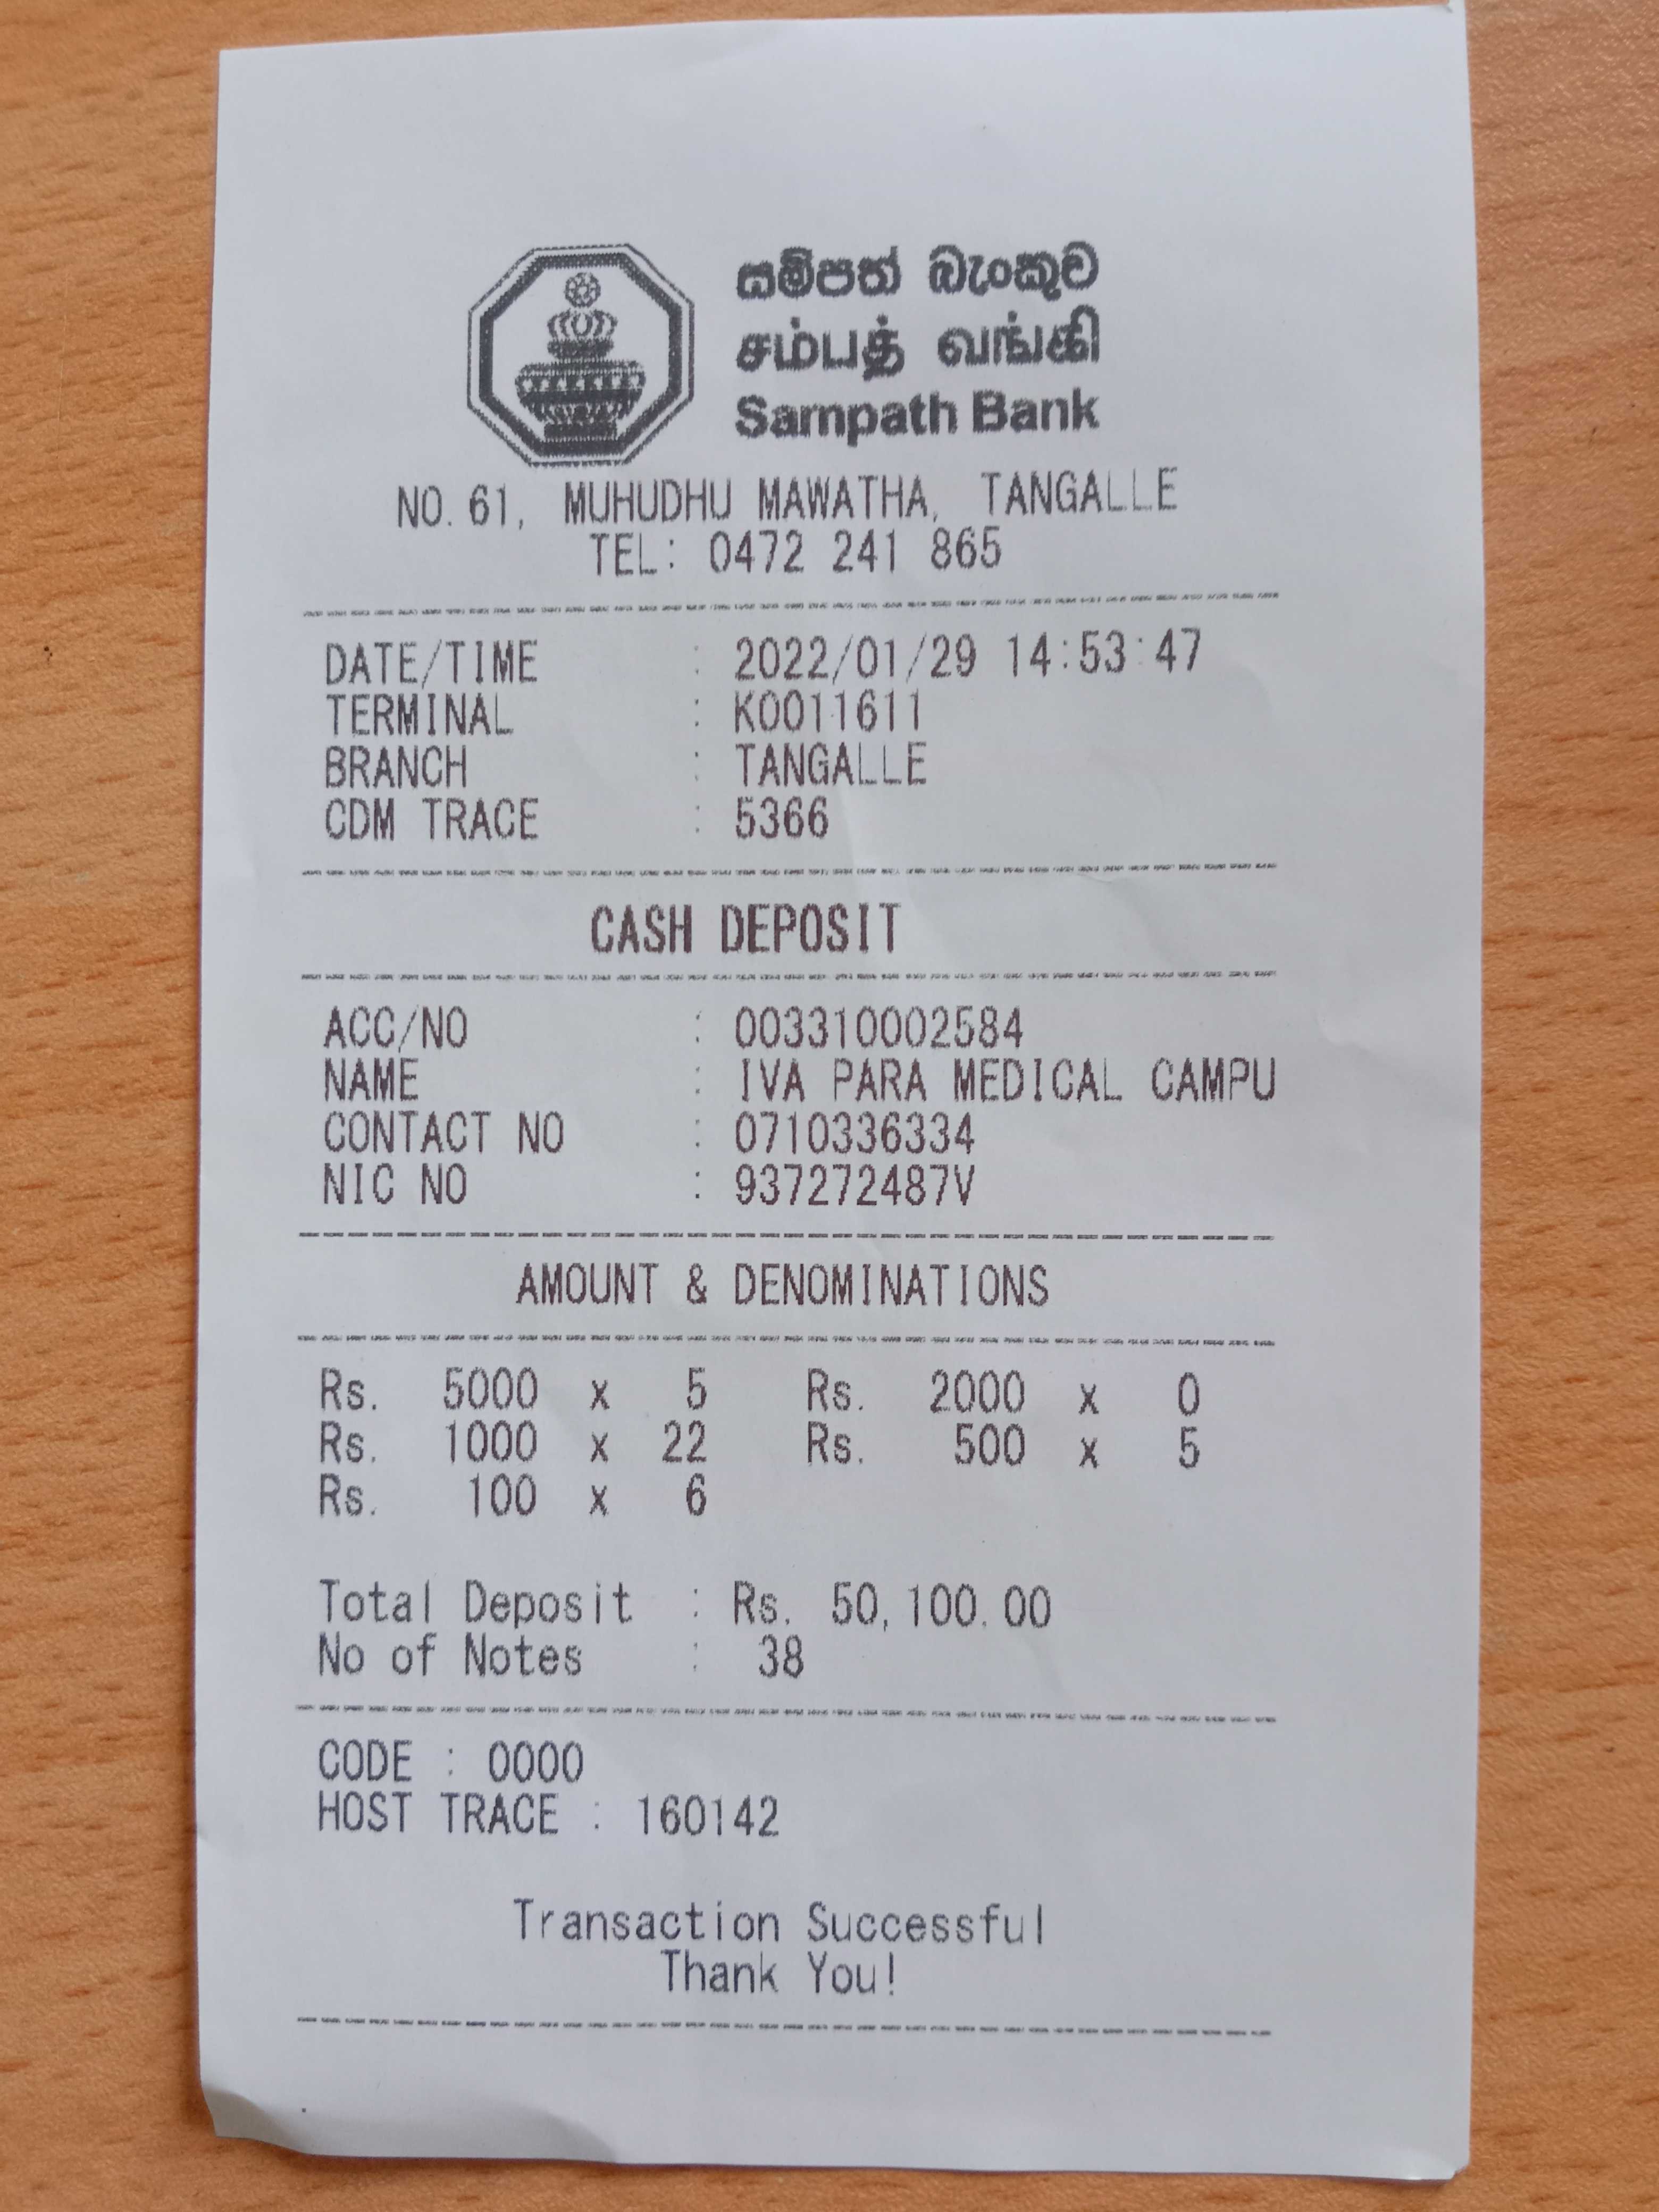 සම්පත් බැංකුව
சம்பத் வங்கி
Sampath Bank
NO. 61, MUHUDHU MAWATHA, TANGALLE
TEL: 0472 241 865
DATE/TIME : 2022/01/29 14:53:47
TERMINAL : K0011611
BRANCH : TANGALLE
CDM TRACE : 5366
CASH DEPOSIT
ACC/NO : 003310002584
NAME : IVA PARA MEDICAL CAMPU
CONTACT NO : 0710336334
NIC NO : 937272487V
AMOUNT & DENOMINATIONS
Rs. 5000 x 5 Rs. 2000 x 0
Rs. 1000 x 22 Rs. 500 x 5
Rs. 100 x 6
Total Deposit : Rs. 50,100.00
No of Notes : 38
CODE : 0000
HOST TRACE : 160142
Transaction Successful
Thank You!